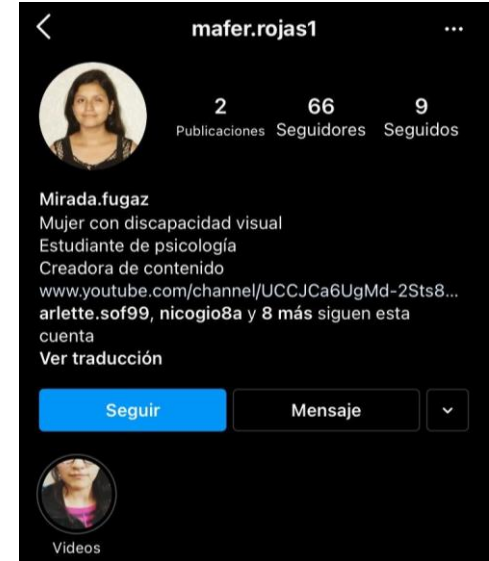 mafer.rojas1
2 66 9
Publicaciones Seguidores Seguidos
Mirada.fugaz
Mujer con discapacidad visual
Estudiante de psicología
Creadora de contenido
www.youtube.com/channel/UCCJCa6UgMd-2Sts8...
arlette.sof99, nicogio8a y 8 más siguen esta
cuenta
Ver traducción
Seguir Mensaje
Videos